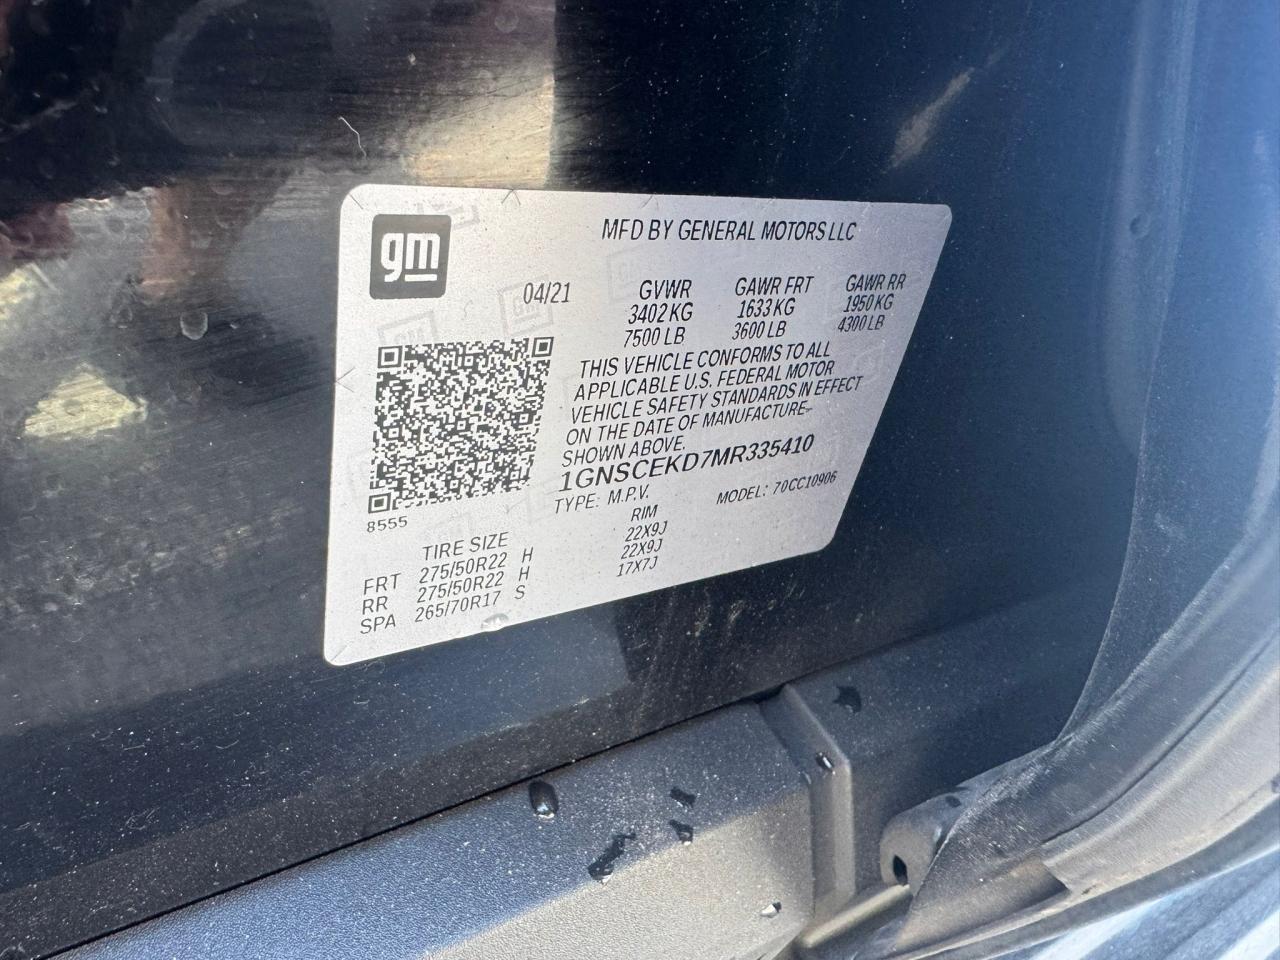 gm
MFD BY GENERAL MOTORS LLC
04/21 GVWR GAWR FRT GAWR RR
3402 KG 1633 KG 1950 KG
7500 LB 3600 LB 4300 LB
THIS VEHICLE CONFORMS TO ALL
APPLICABLE U.S. FEDERAL MOTOR
VEHICLE SAFETY STANDARDS IN EFFECT
ON THE DATE OF MANUFACTURE
SHOWN ABOVE.
1GNSCEKD7MR335410
TYPE: M.P.V. MODEL: 70CC10906
8555
TIRE SIZE RIM
FRT 275/50R22 H 22X9J
RR 275/50R22 H 22X9J
SPA 265/70R17 S 17X7J